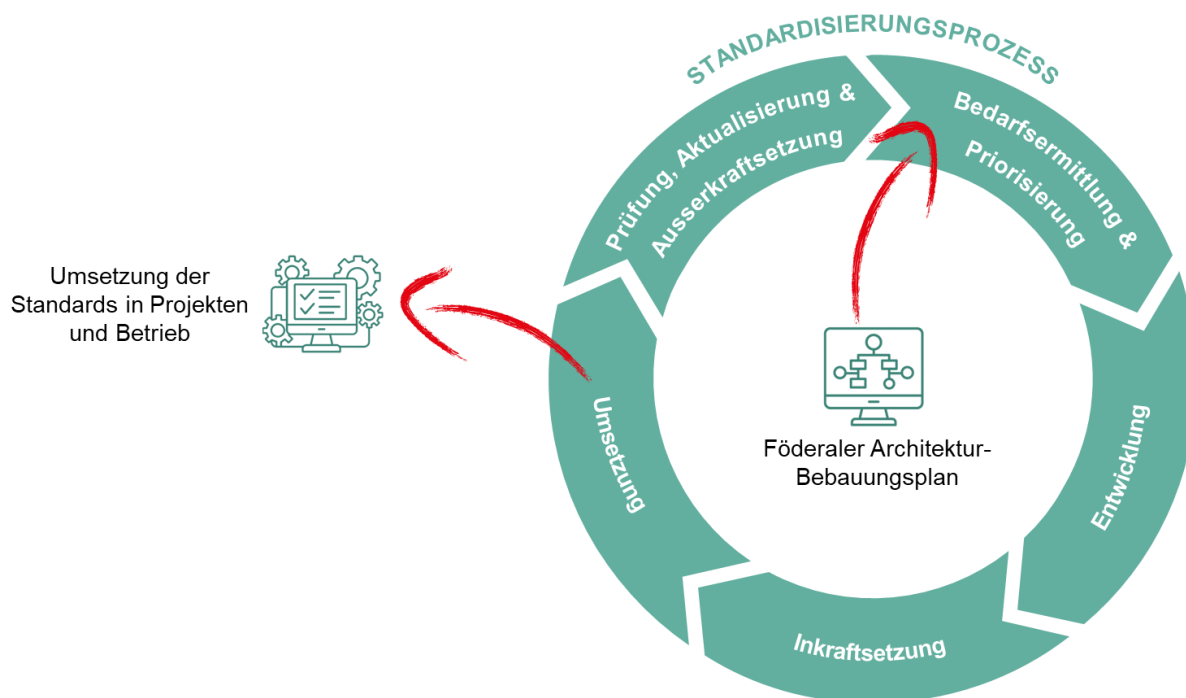 STANDARDISIERUNGSPROZESS
Prüfung, Aktualisierung &
Ausserkraftsetzung
Bedarfsermittlung &
Priorisierung
Umsetzung der
Standards in Projekten
und Betrieb
Föderaler Architektur-
Bebauungsplan
Umsetzung
Entwicklung
Inkraftsetzung